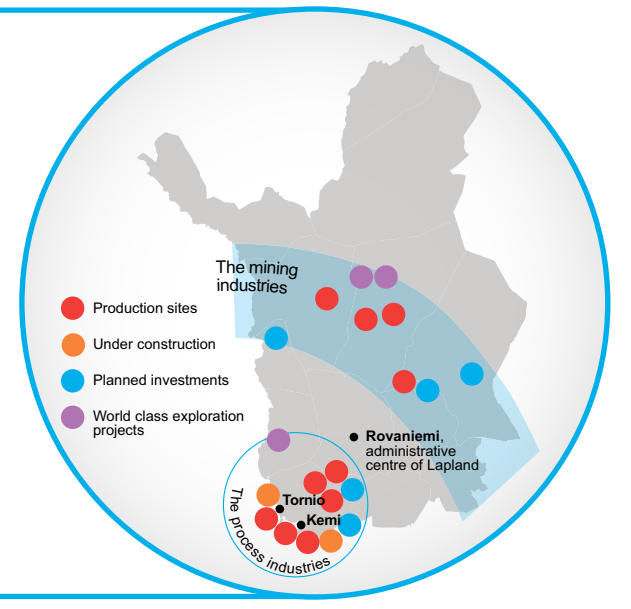 The mining
industries
Production sites
Under construction
Planned investments
World class exploration
projects
Rovaniemi,
administrative
centre of Lapland
Tornio
Kemi
The process industries